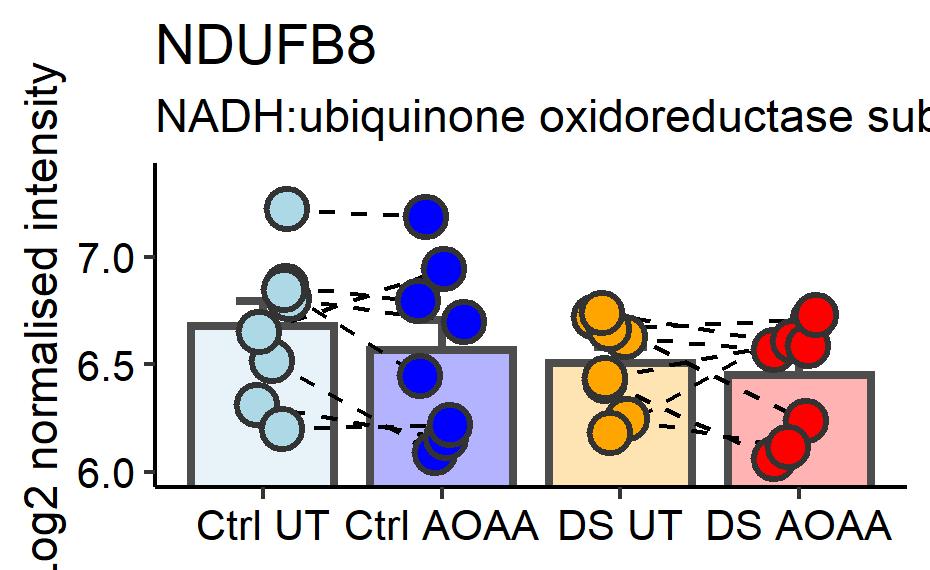 NDUFB8
NADH:ubiquinone oxidoreductase sub
og2 normalised intensity
7.0
6.5
6.0
Ctrl UT Ctrl AOAA DS UT DS AOAA